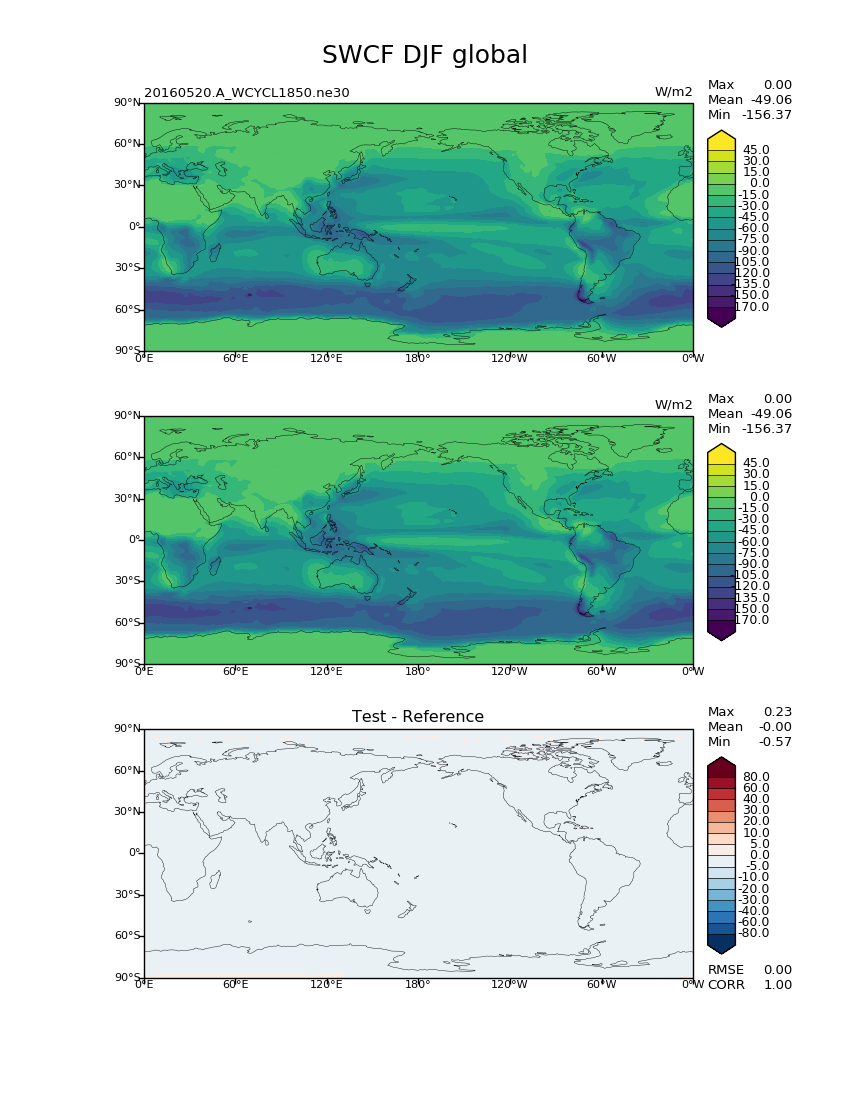 SWCF DJF global
20160520.A_WCYCL1850.ne30
W/m2
Max 0.00
Mean -49.06
Min -156.37
90°N
60°N
30°N
0°
30°S
60°S
90°S
0°E 60°E 120°E 180° 120°W 60°W 0°W
45.0
30.0
15.0
0.0
-15.0
-30.0
-45.0
-60.0
-75.0
-90.0
-105.0
-120.0
-135.0
-150.0
-170.0
W/m2
Max 0.00
Mean -49.06
Min -156.37
90°N
60°N
30°N
0°
30°S
60°S
90°S
0°E 60°E 120°E 180° 120°W 60°W 0°W
45.0
30.0
15.0
0.0
-15.0
-30.0
-45.0
-60.0
-75.0
-90.0
-105.0
-120.0
-135.0
-150.0
-170.0
Test - Reference
Max 0.23
Mean -0.00
Min -0.57
90°N
60°N
30°N
0°
30°S
60°S
90°S
0°E 60°E 120°E 180° 120°W 60°W 0°W
80.0
60.0
40.0
30.0
20.0
10.0
5.0
0.0
-5.0
-10.0
-20.0
-30.0
-40.0
-60.0
-80.0
RMSE 0.00
CORR 1.00